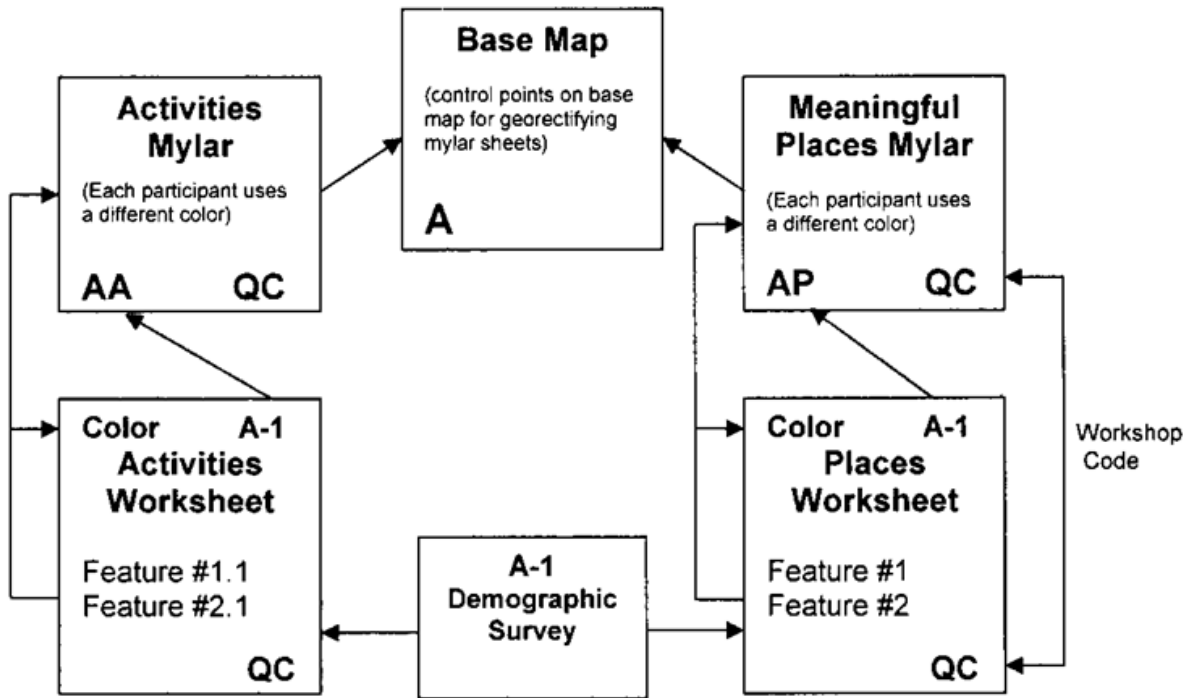 Base Map
(control points on base
map for georectifying
mylar sheets)
A
Activities
Mylar
(Each participant uses
a different color)
AA QC
Meaningful
Places Mylar
(Each participant uses
a different color)
AP QC
Color A-1
Activities
Worksheet
Feature #1.1
Feature #2.1
QC
A-1
Demographic
Survey
Color A-1
Places
Worksheet
Feature #1
Feature #2
QC
Workshop
Code